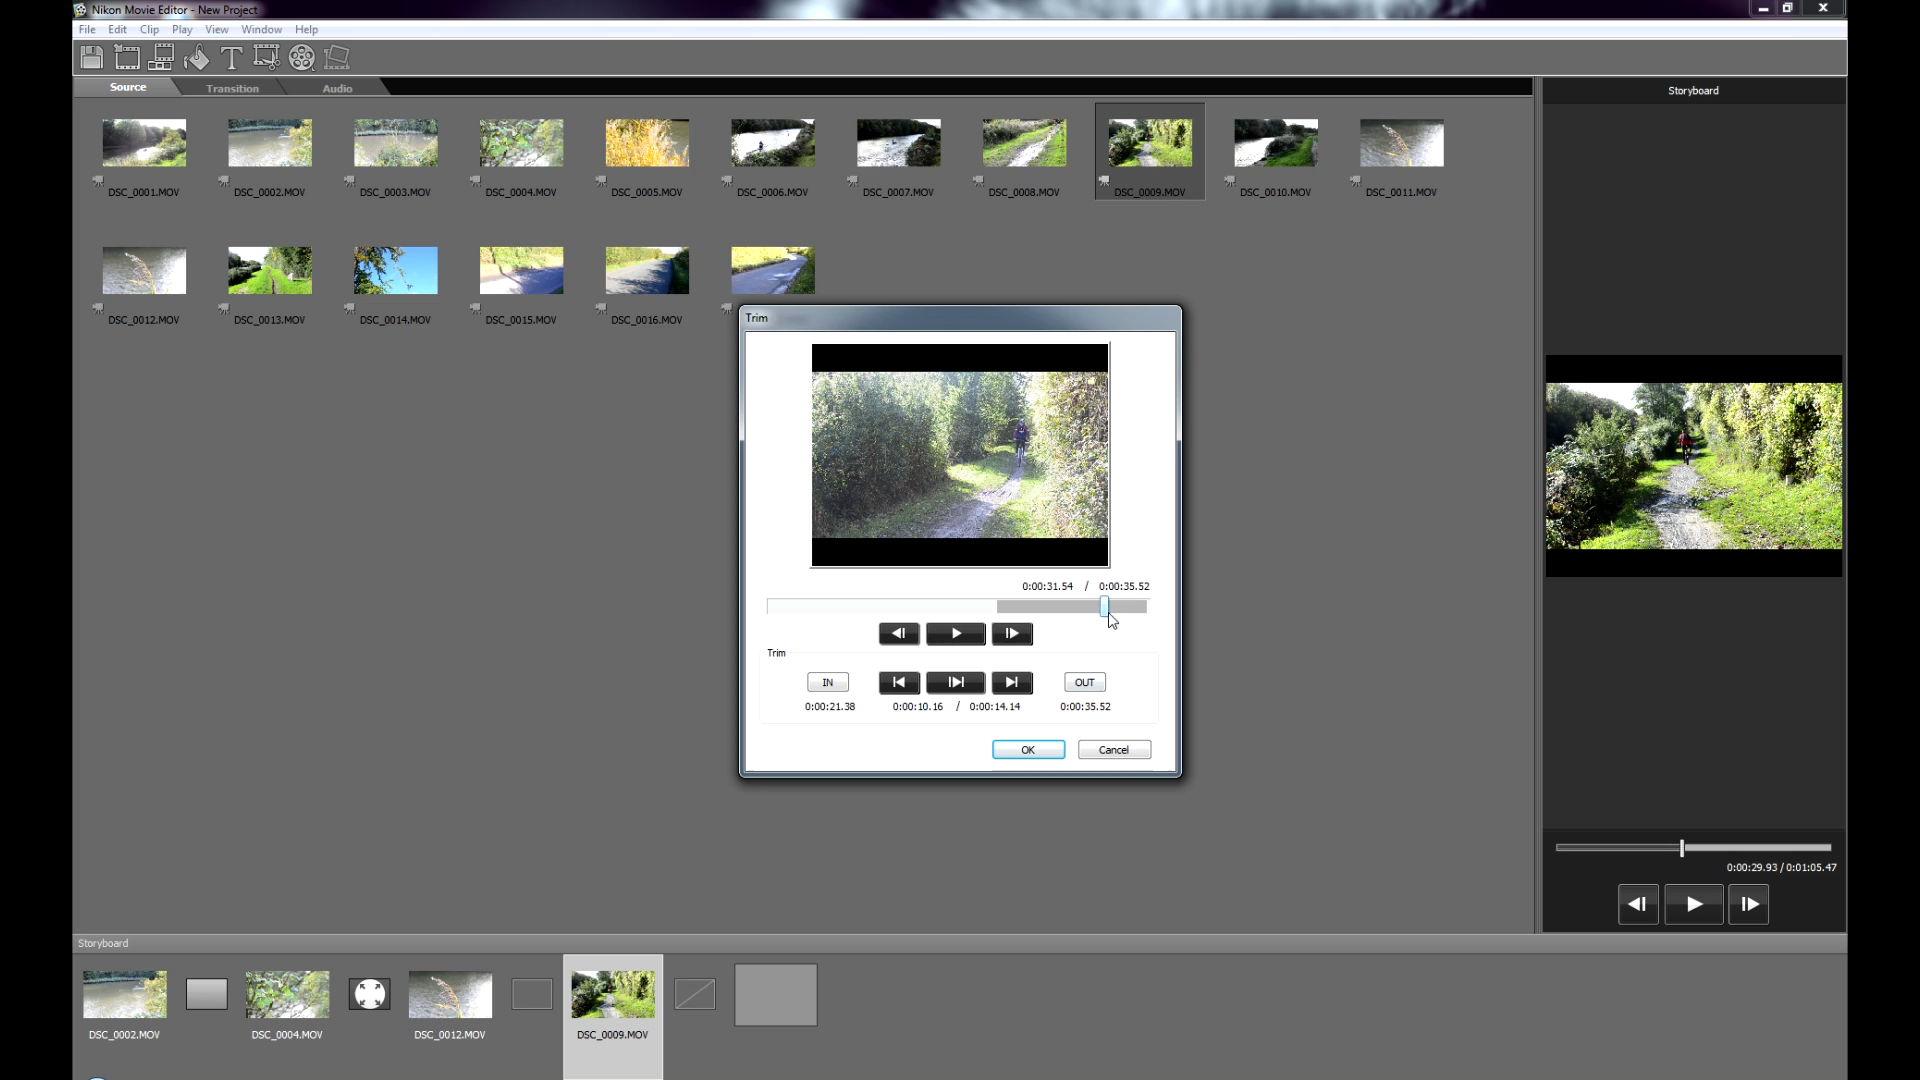 Nikon Movie Editor - New Project
File Edit Clip Play View Window Help
Source Transition Audio
Storyboard
DSC_0001.MOV DSC_0002.MOV DSC_0003.MOV DSC_0004.MOV DSC_0005.MOV DSC_0006.MOV DSC_0007.MOV DSC_0008.MOV DSC_0009.MOV DSC_0010.MOV DSC_0011.MOV
DSC_0012.MOV DSC_0013.MOV DSC_0014.MOV DSC_0015.MOV DSC_0016.MOV
Trim
0:00:31.54 / 0:00:35.52
Trim
IN OUT
0:00:21.38 0:00:10.16 / 0:00:14.14 0:00:35.52
OK Cancel
0:00:29.93 / 0:01:05.47
Storyboard
DSC_0002.MOV DSC_0004.MOV DSC_0012.MOV DSC_0009.MOV